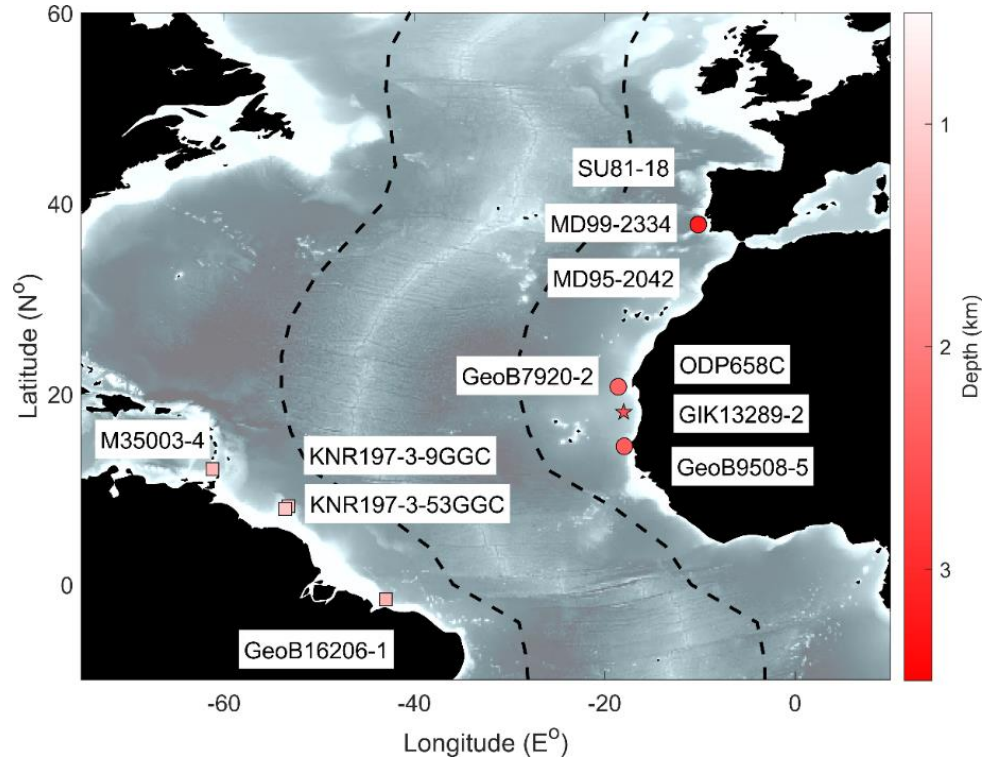 60
40
20
0
Latitude (N°)
-60
-40
-20
0
Longitude (E°)
SU81-18
MD99-2334
MD95-2042
GeoB7920-2
ODP658C
GIK13289-2
GeoB9508-5
M35003-4
KNR197-3-9GGC
KNR197-3-53GGC
GeoB16206-1
1
2
3
Depth (km)